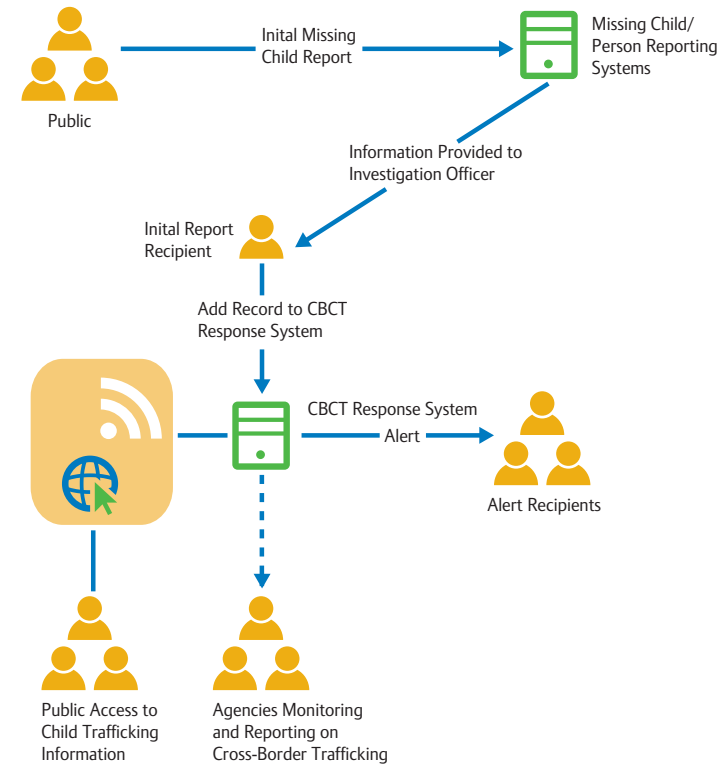 Inital Missing
Child Report
Missing Child/
Person Reporting
Systems
Public
Information Provided to
Investigation Officer
Inital Report
Recipient
Add Record to CBCT
Response System
CBCT Response System
Alert
Alert Recipients
Public Access to
Child Trafficking
Information
Agencies Monitoring
and Reporting on
Cross-Border Trafficking